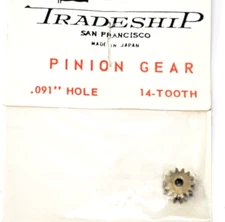 TRADESHIP
SAN FRANCISCO
MADE IN JAPAN
PINION GEAR
.091" HOLE 14-TOOTH